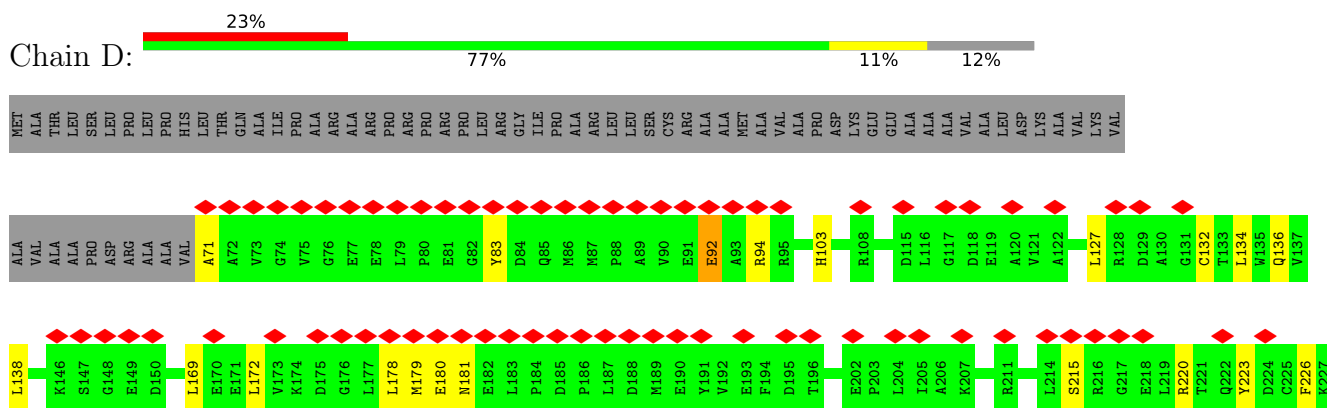 23%
Chain D:
77% 11% 12%
MET ALA THR LEU SER LEU PRO LEU PRO HIS LEU THR GLN ALA ILE PRO ALA ARG ALA ARG PRO ARG PRO ARG PRO LEU ARG GLY ILE PRO ALA ARG LEU LEU SER CYS ARG ALA ALA MET ALA VAL ALA PRO ASP LYS GLU GLU ALA ALA ALA VAL ALA LEU ASP LYS ALA VAL LYS VAL
ALA VAL ALA ALA PRO ASP ARG ALA ALA VAL A71 A72 V73 G74 V75 G76 E77 E78 L79 P80 E81 G82 Y83 D84 Q85 M86 M87 P88 A89 V90 E91 E92 A93 R94 R95 H103 R108 D115 L116 G117 D118 E119 A120 V121 A122 L127 R128 D129 A130 G131 C132 T133 L134 W135 Q136 V137
L138 K146 S147 G148 E149 D150 L169 E170 E171 L172 V173 K174 D175 G176 L177 L178 M179 E180 N181 E182 L183 P184 D185 P186 L187 D188 M189 E190 Y191 V192 E193 F194 D195 T196 E202 P203 L204 I205 A206 K207 R211 L214 S215 R216 G217 E218 L219 R220 T221 Q222 Y223 D224 C225 F226 K227